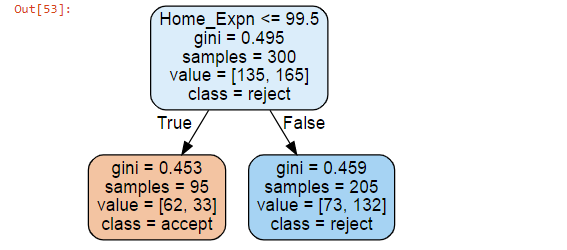 Out[53]:
Home_Expn <= 99.5
gini = 0.495
samples = 300
value = [135, 165]
class = reject
True
False
gini = 0.453
samples = 95
value = [62, 33]
class = accept
gini = 0.459
samples = 205
value = [73, 132]
class = reject